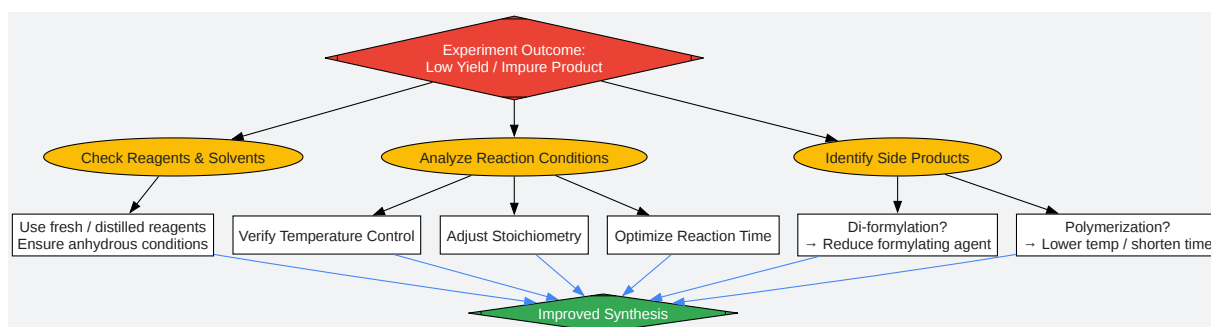 Experiment Outcome:
Low Yield / Impure Product
Check Reagents & Solvents
Analyze Reaction Conditions
Identify Side Products
Use fresh / distilled reagents
Ensure anhydrous conditions
Verify Temperature Control
Adjust Stoichiometry
Optimize Reaction Time
Di-formylation?
→ Reduce formylating agent
Polymerization?
→ Lower temp / shorten time
Improved Synthesis